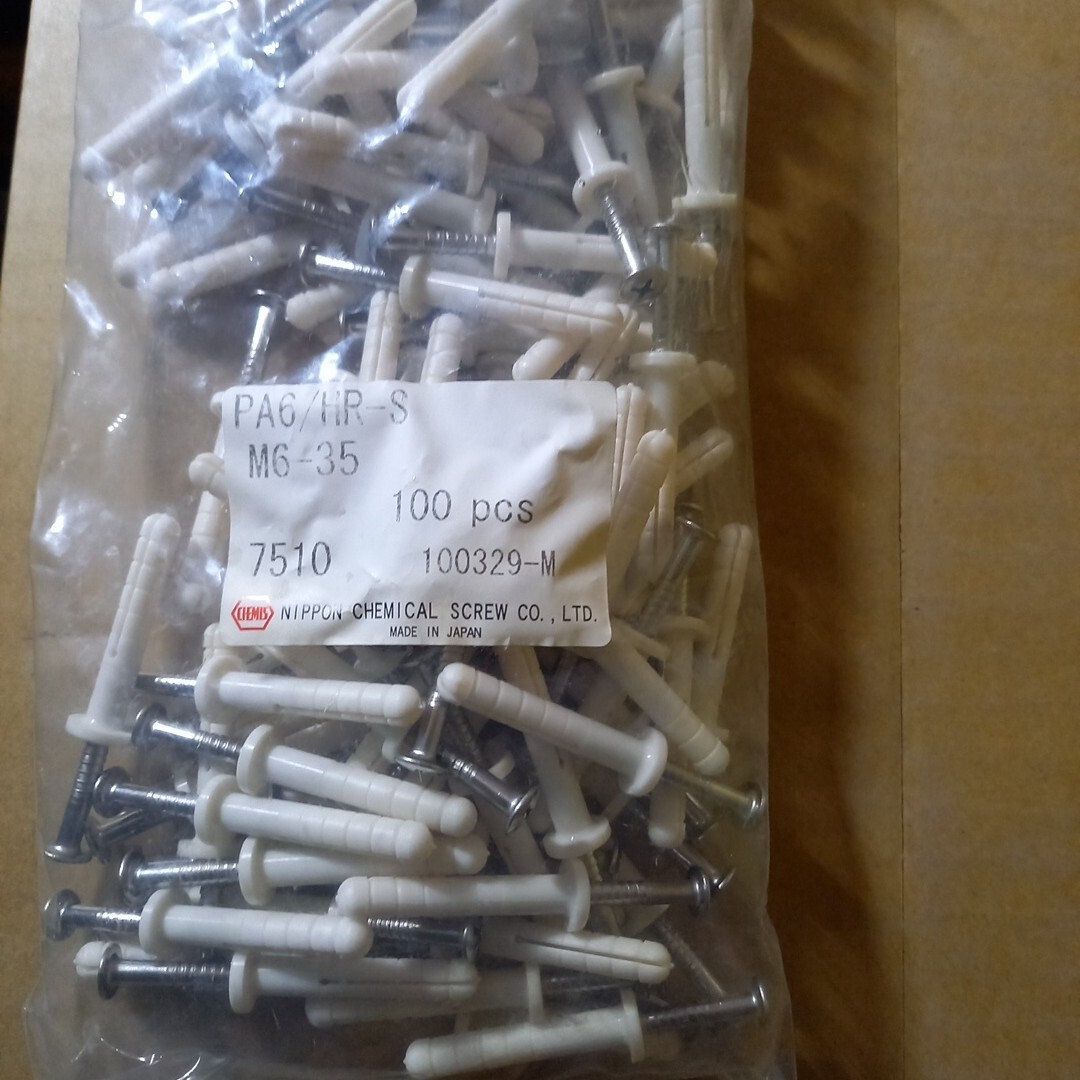 PA6/HR-S
M6-35
100 pcs
7510 100329-M
CHEMIS NIPPON CHEMICAL SCREW CO., LTD.
MADE IN JAPAN